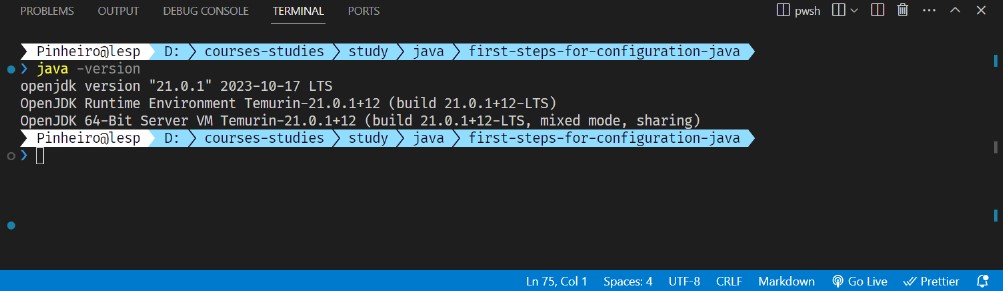 PROBLEMS OUTPUT DEBUG CONSOLE TERMINAL PORTS pwsh
Pinheiro@lesp D: courses-studies study java first-steps-for-configuration-java
❯ java -version
openjdk version "21.0.1" 2023-10-17 LTS
OpenJDK Runtime Environment Temurin-21.0.1+12 (build 21.0.1+12-LTS)
OpenJDK 64-Bit Server VM Temurin-21.0.1+12 (build 21.0.1+12-LTS, mixed mode, sharing)
Pinheiro@lesp D: courses-studies study java first-steps-for-configuration-java
❯
Ln 75, Col 1 Spaces: 4 UTF-8 CRLF Markdown Go Live Prettier